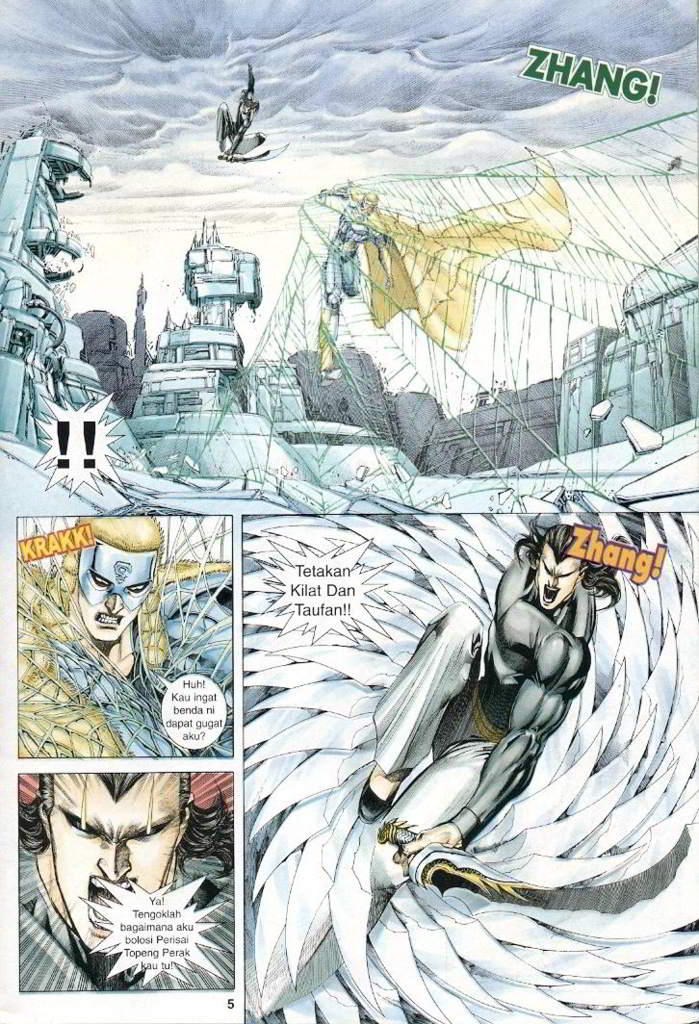 ZHANG!
!!
KRAKK!
Huh!
Kau ingat
benda ni
dapat gugat
aku?
Tetakan
Kilat Dan
Taufan!!
Zhang!
Ya!
Tengoklah
bagaimana aku
bolosi Perisai
Topeng Perak
kau tu!
5